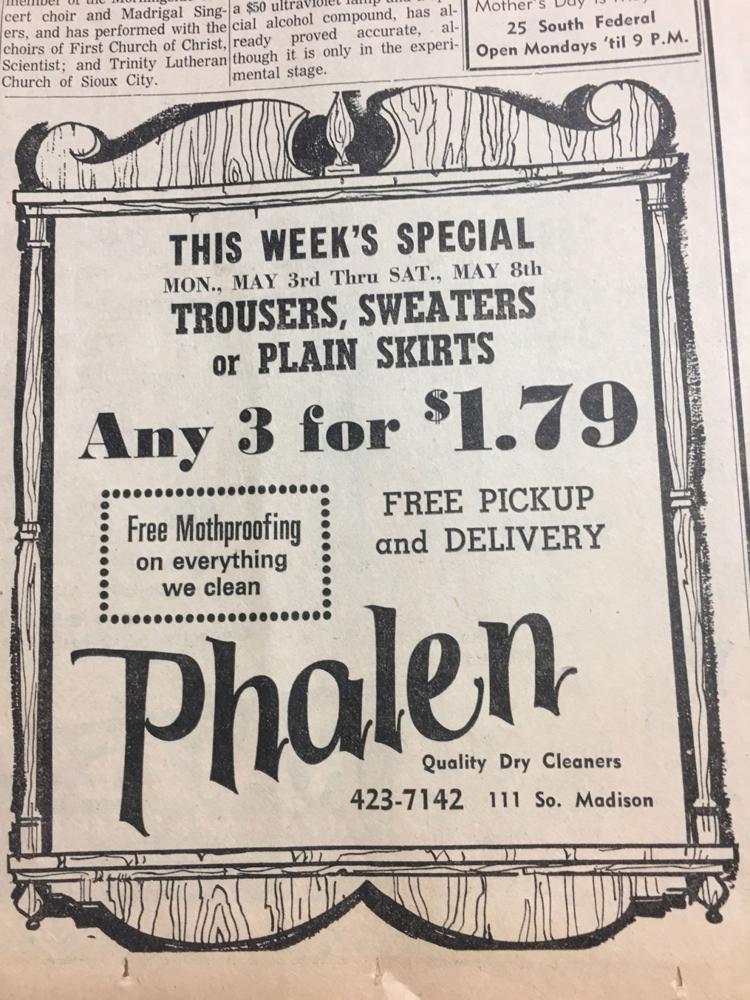 cert choir and Madrigal Sing-
ers, and has performed with the
choirs of First Church of Christ,
Scientist; and Trinity Lutheran
Church of Sioux City.
a $50 ultraviolet lamp and a
cial alcohol compound, has al-
ready proved accurate, al-
though it is only in the experi-
mental stage.
Mother's Day is
25 South Federal
Open Mondays 'til 9 P.M.
THIS WEEK'S SPECIAL
MON., MAY 3rd Thru SAT., MAY 8th
TROUSERS, SWEATERS
or PLAIN SKIRTS
Any 3 for $1.79
Free Mothproofing
on everything
we clean
FREE PICKUP
and DELIVERY
Phalen
Quality Dry Cleaners
423-7142 111 So. Madison